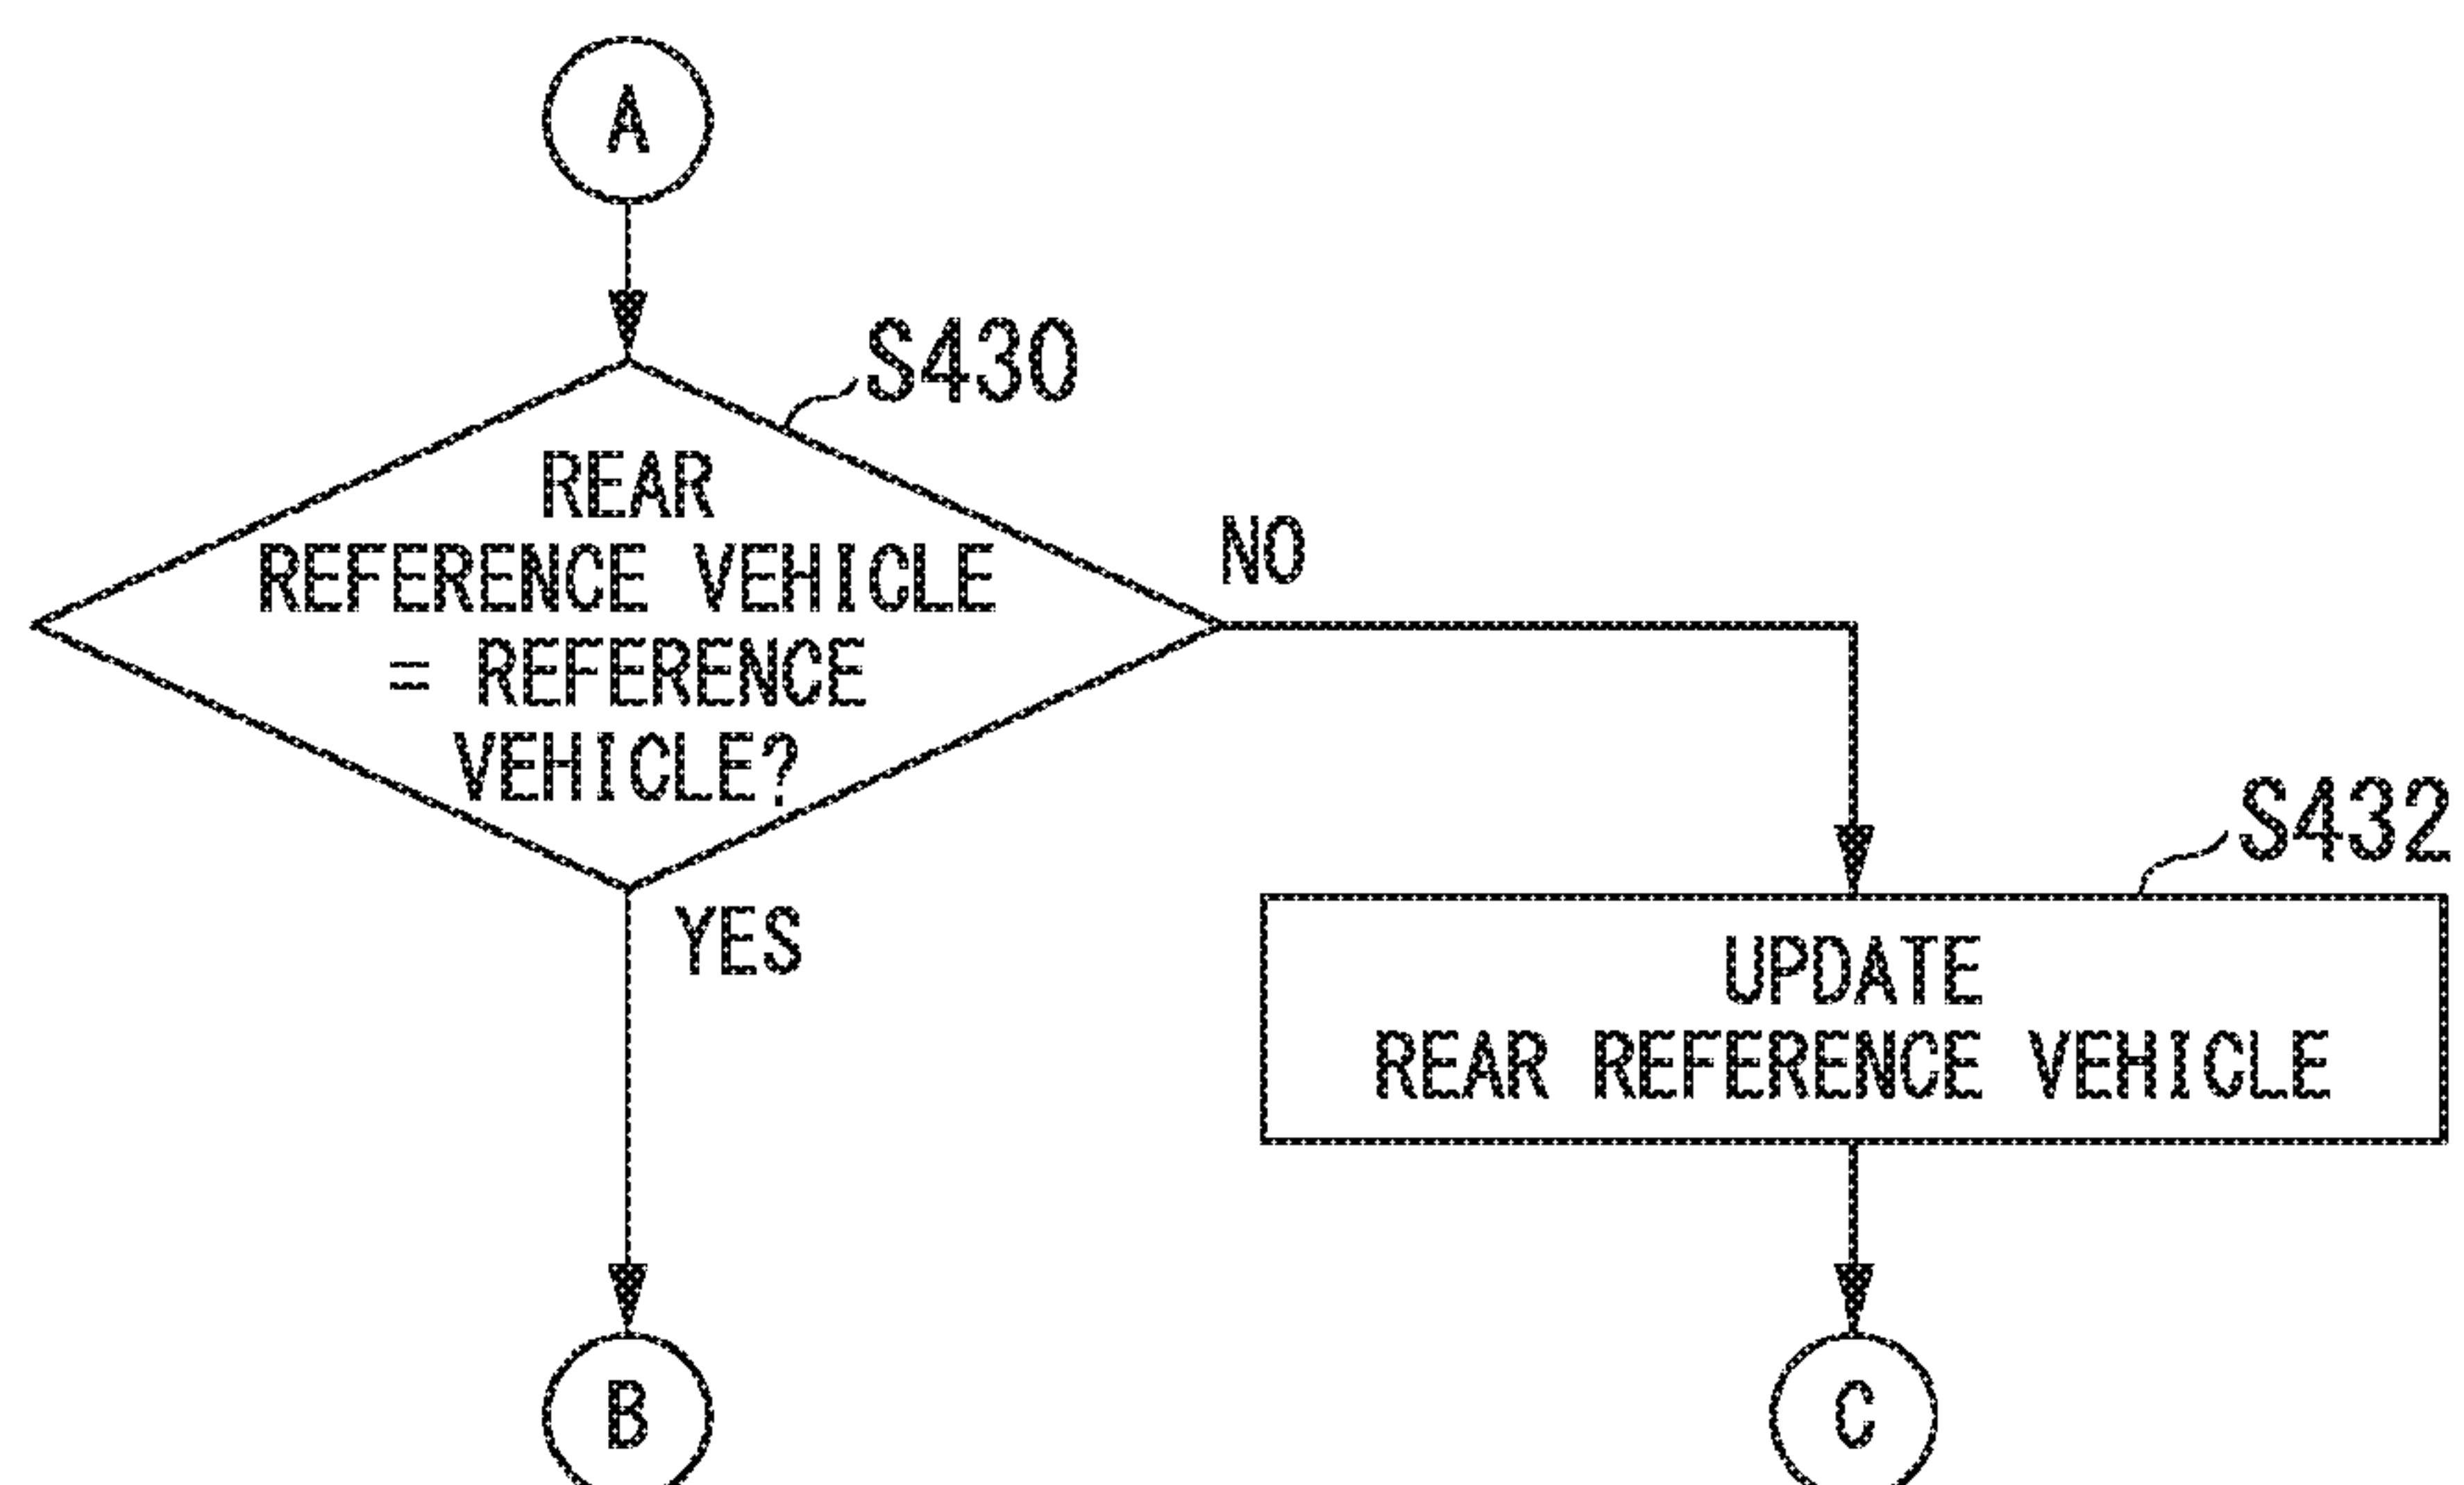 A
S430
REAR
REFERENCE VEHICLE
= REFERENCE
VEHICLE?
NO
YES
S432
UPDATE
REAR REFERENCE VEHICLE
B
C